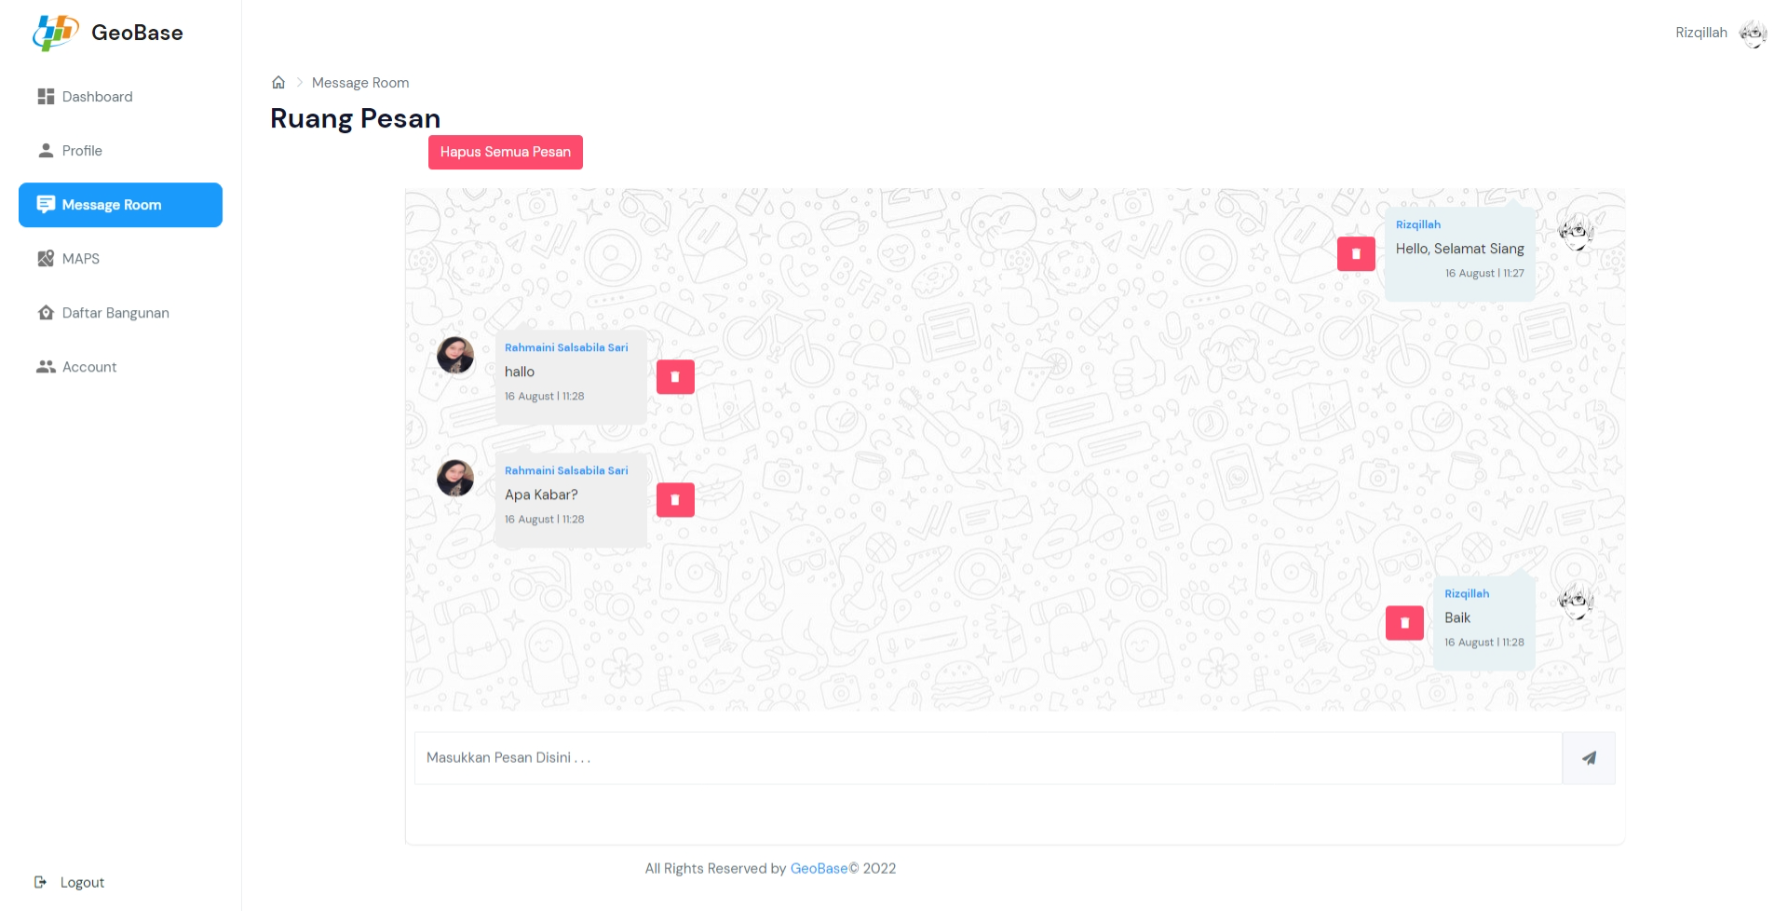 GeoBase
Rizqillah
Dashboard
Profile
Message Room
MAPS
Daftar Bangunan
Account
Logout
Message Room
Ruang Pesan
Hapus Semua Pesan
Rizqillah
Hello, Selamat Siang
16 August | 11:27
Rahmaini Salsabila Sari
hallo
16 August | 11:28
Rahmaini Salsabila Sari
Apa Kabar?
16 August | 11:28
Rizqillah
Baik
16 August | 11:28
Masukkan Pesan Disini . . .
All Rights Reserved by GeoBase© 2022